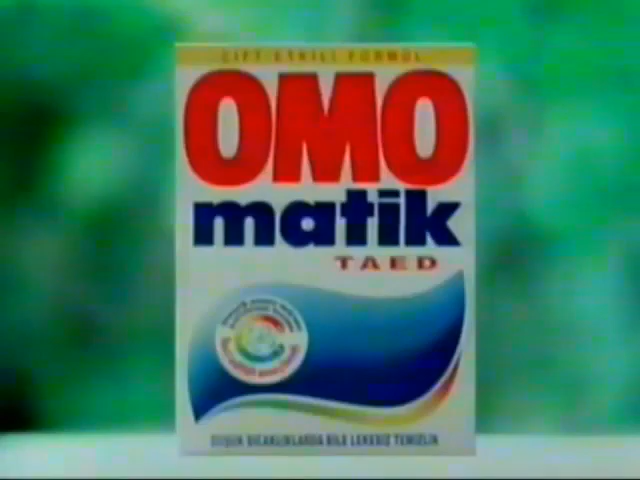 ÇİFT ETKİLİ FORMÜL
OMO
matik
TAED
DÜŞÜK SICAKLIKLARDA BİLE LEKESİZ TEMİZLİK